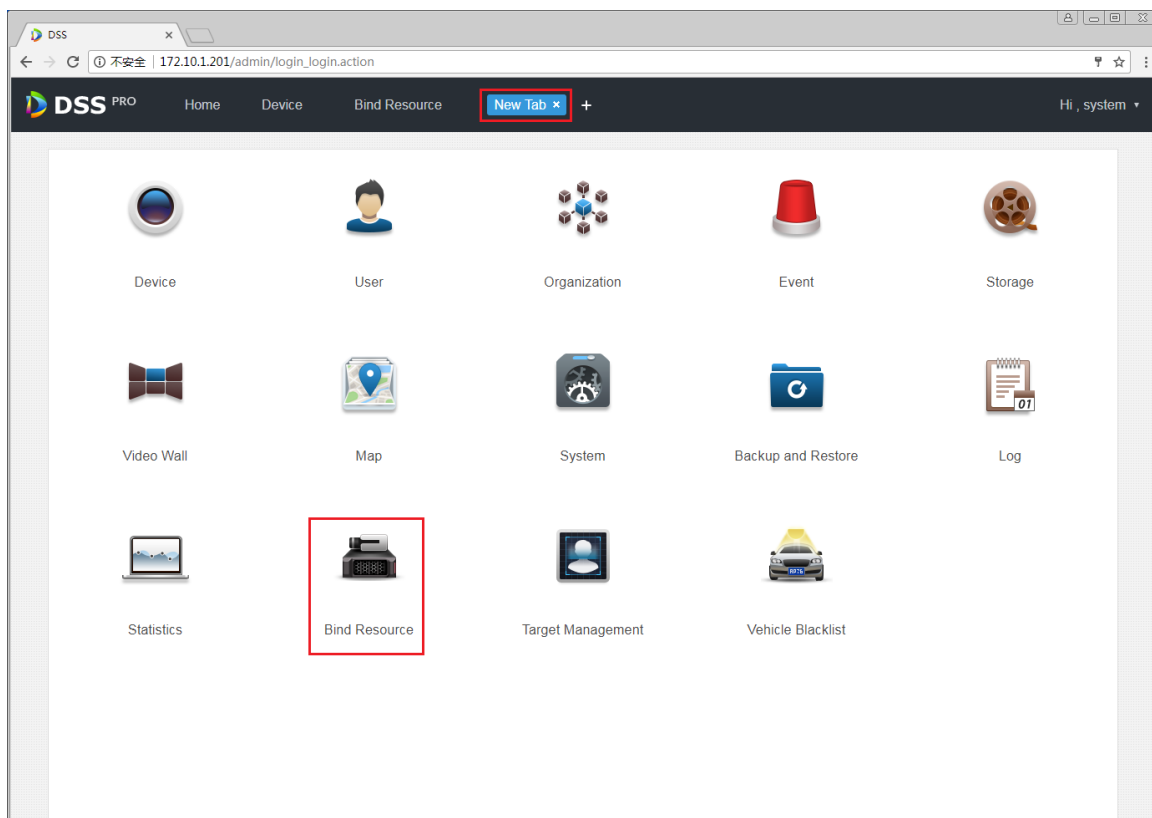 DSS
不安全 172.10.1.201/admin/login_login.action
DSS PRO Home Device Bind Resource New Tab × + Hi , system
Device User Organization Event Storage
01
Video Wall Map System Backup and Restore Log
Statistics Bind Resource Target Management Vehicle Blacklist